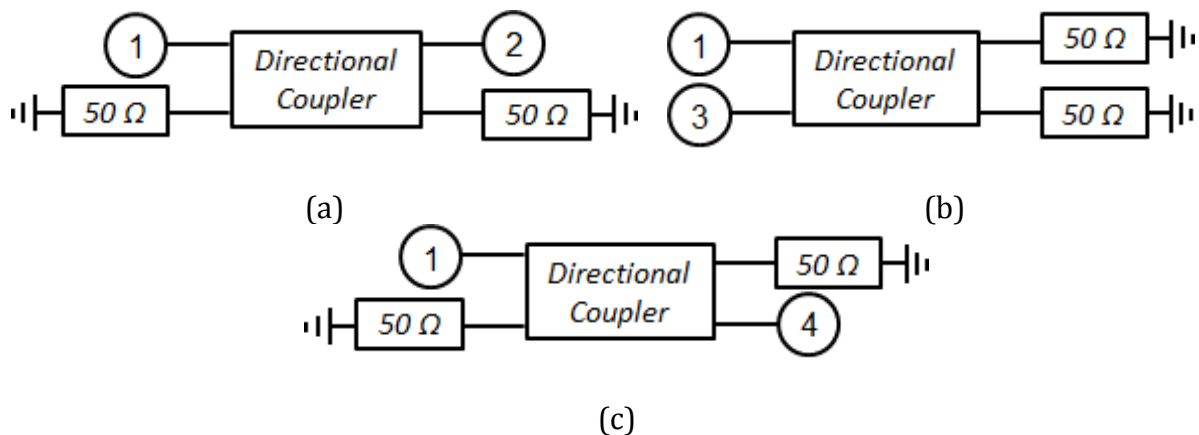 1
Directional
Coupler
2
50 Ω
50 Ω
(a)
1
Directional
Coupler
3
50 Ω
50 Ω
(b)
1
Directional
Coupler
50 Ω
50 Ω
4
(c)